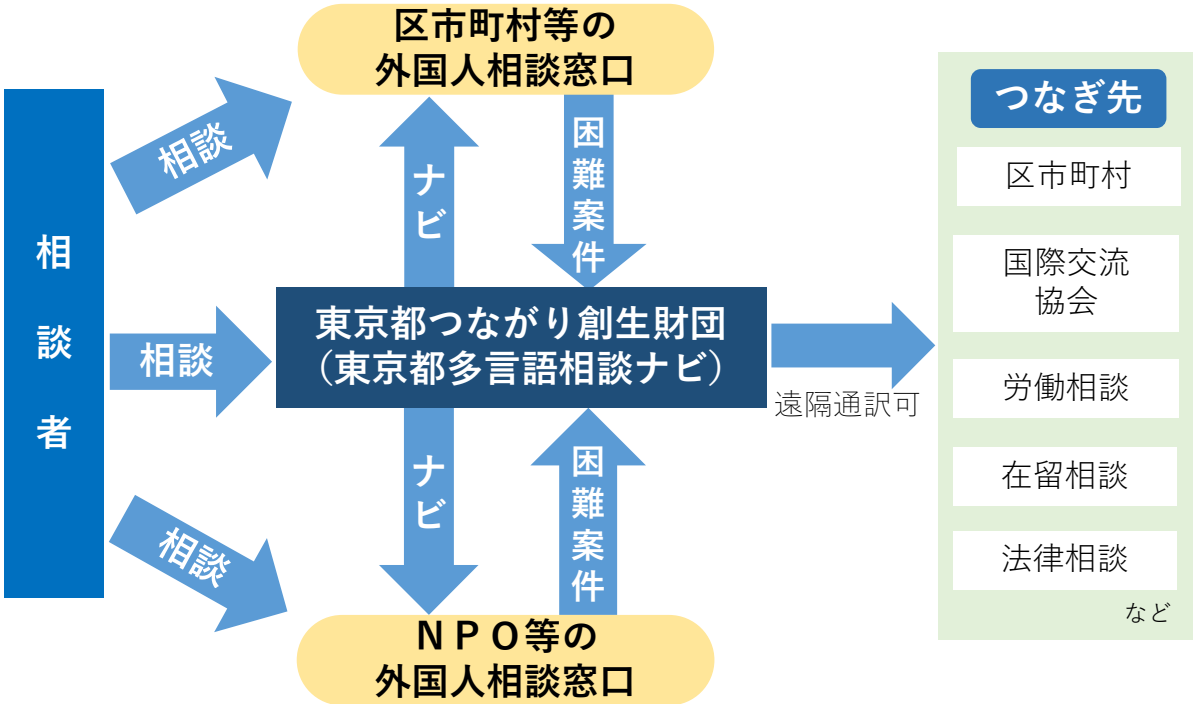 区市町村等の
外国人相談窓口
つなぎ先
相談
ナビ
困難案件
区市町村
相談者
国際交流
協会
相談
東京都つながり創生財団
（東京都多言語相談ナビ）
遠隔通訳可
労働相談
ナビ
困難案件
在留相談
相談
法律相談
など
ＮＰＯ等の
外国人相談窓口